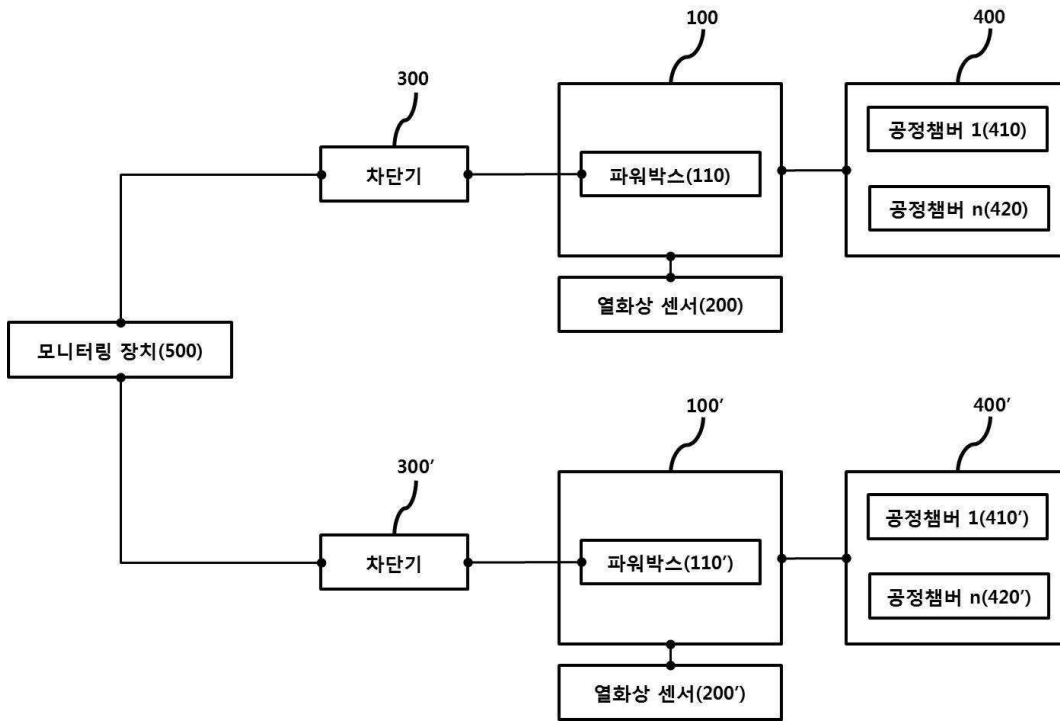 100
400
300
공정챔버 1(410)
차단기
파워박스(110)
공정챔버 n(420)
열화상 센서(200)
모니터링 장치(500)
100’
400’
300’
공정챔버 1(410’)
차단기
파워박스(110’)
공정챔버 n(420’)
열화상 센서(200’)